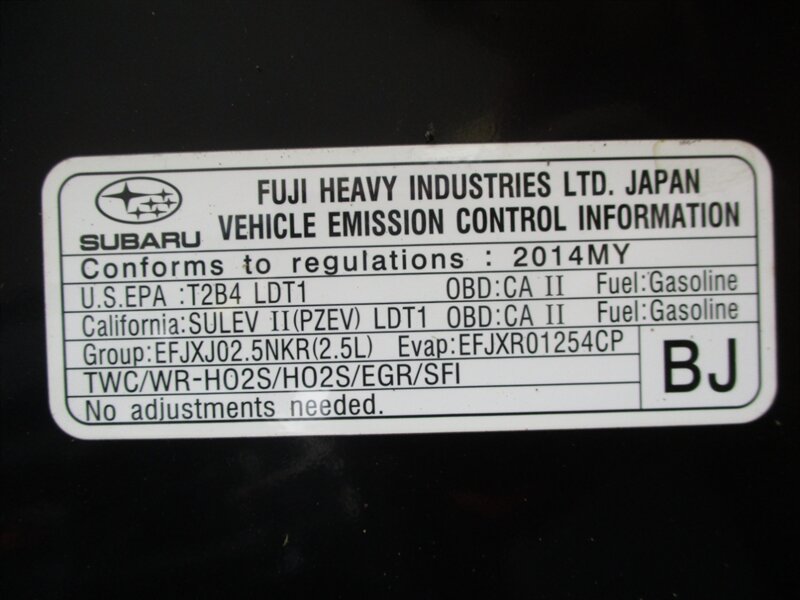 SUBARU
FUJI HEAVY INDUSTRIES LTD. JAPAN
VEHICLE EMISSION CONTROL INFORMATION
Conforms to regulations : 2014MY
U.S.EPA :T2B4 LDT1 OBD:CA II Fuel:Gasoline
California:SULEV II(PZEV) LDT1 OBD:CA II Fuel:Gasoline
Group:EFJXJ02.5NKR(2.5L) Evap:EFJXR01254CP
TWC/WR-HO2S/HO2S/EGR/SFI
No adjustments needed.
BJ